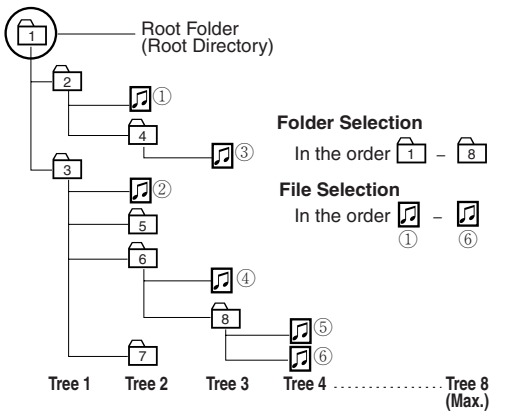 1
Root Folder
(Root Directory)
2
①
4
③
3
②
5
6
④
8
⑤
⑥
7
Folder Selection
In the order 1 – 8
File Selection
In the order –
① ⑥
Tree 1 Tree 2 Tree 3 Tree 4 .............. Tree 8
(Max.)